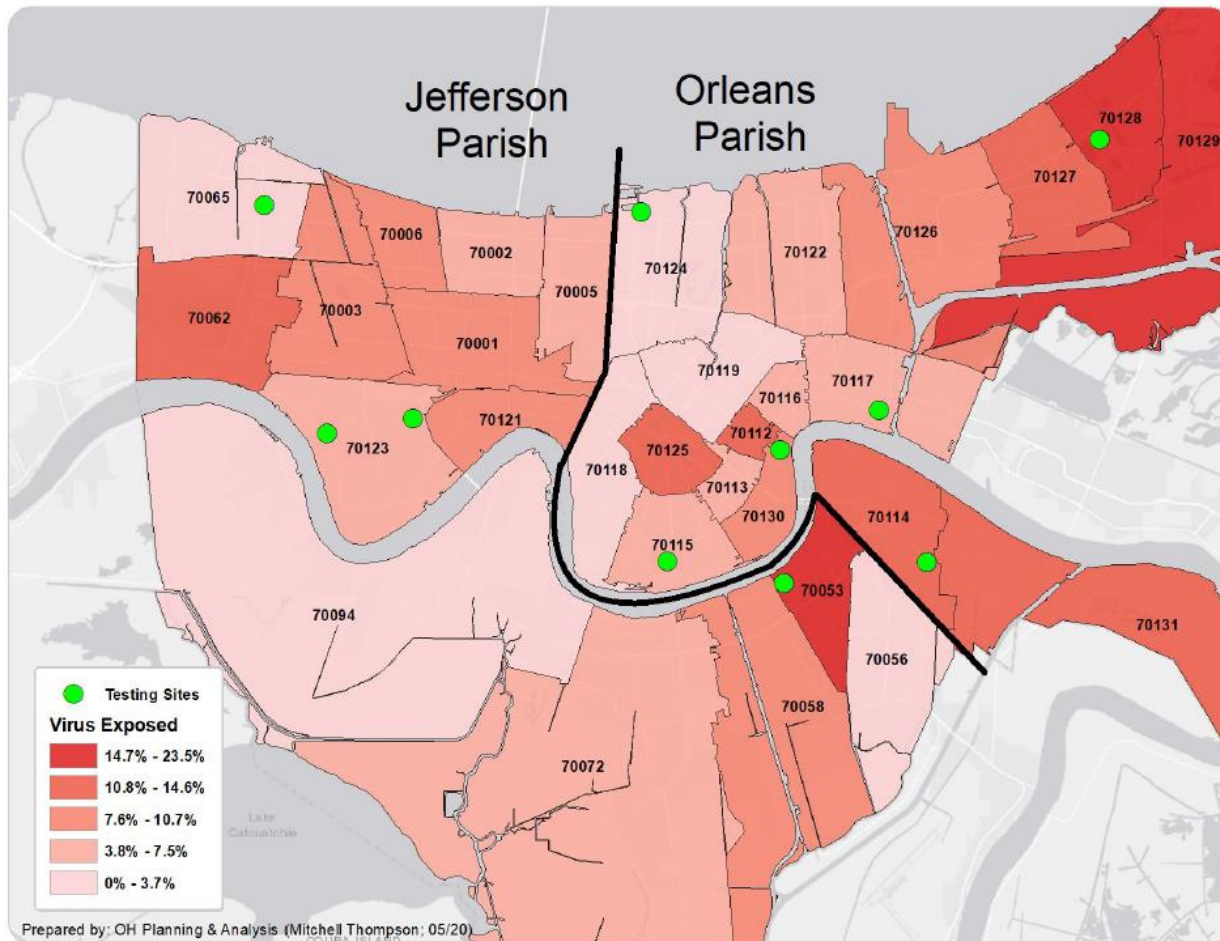 Jefferson
Parish
Orleans
Parish
70128
70129
70127
70065
70006
70002
70126
70122
70124
70005
70003
70062
70001
70119
70117
70116
70121
70112
70123
70125
70118
70113
70130
70114
70115
70053
70094
70131
70056
70058
70072
Testing Sites
Virus Exposed
14.7% - 23.5%
10.8% - 14.6%
7.6% - 10.7%
3.8% - 7.5%
0% - 3.7%
Lake
Prepared by: OH Planning & Analysis (Mitchell Thompson; 05/20)